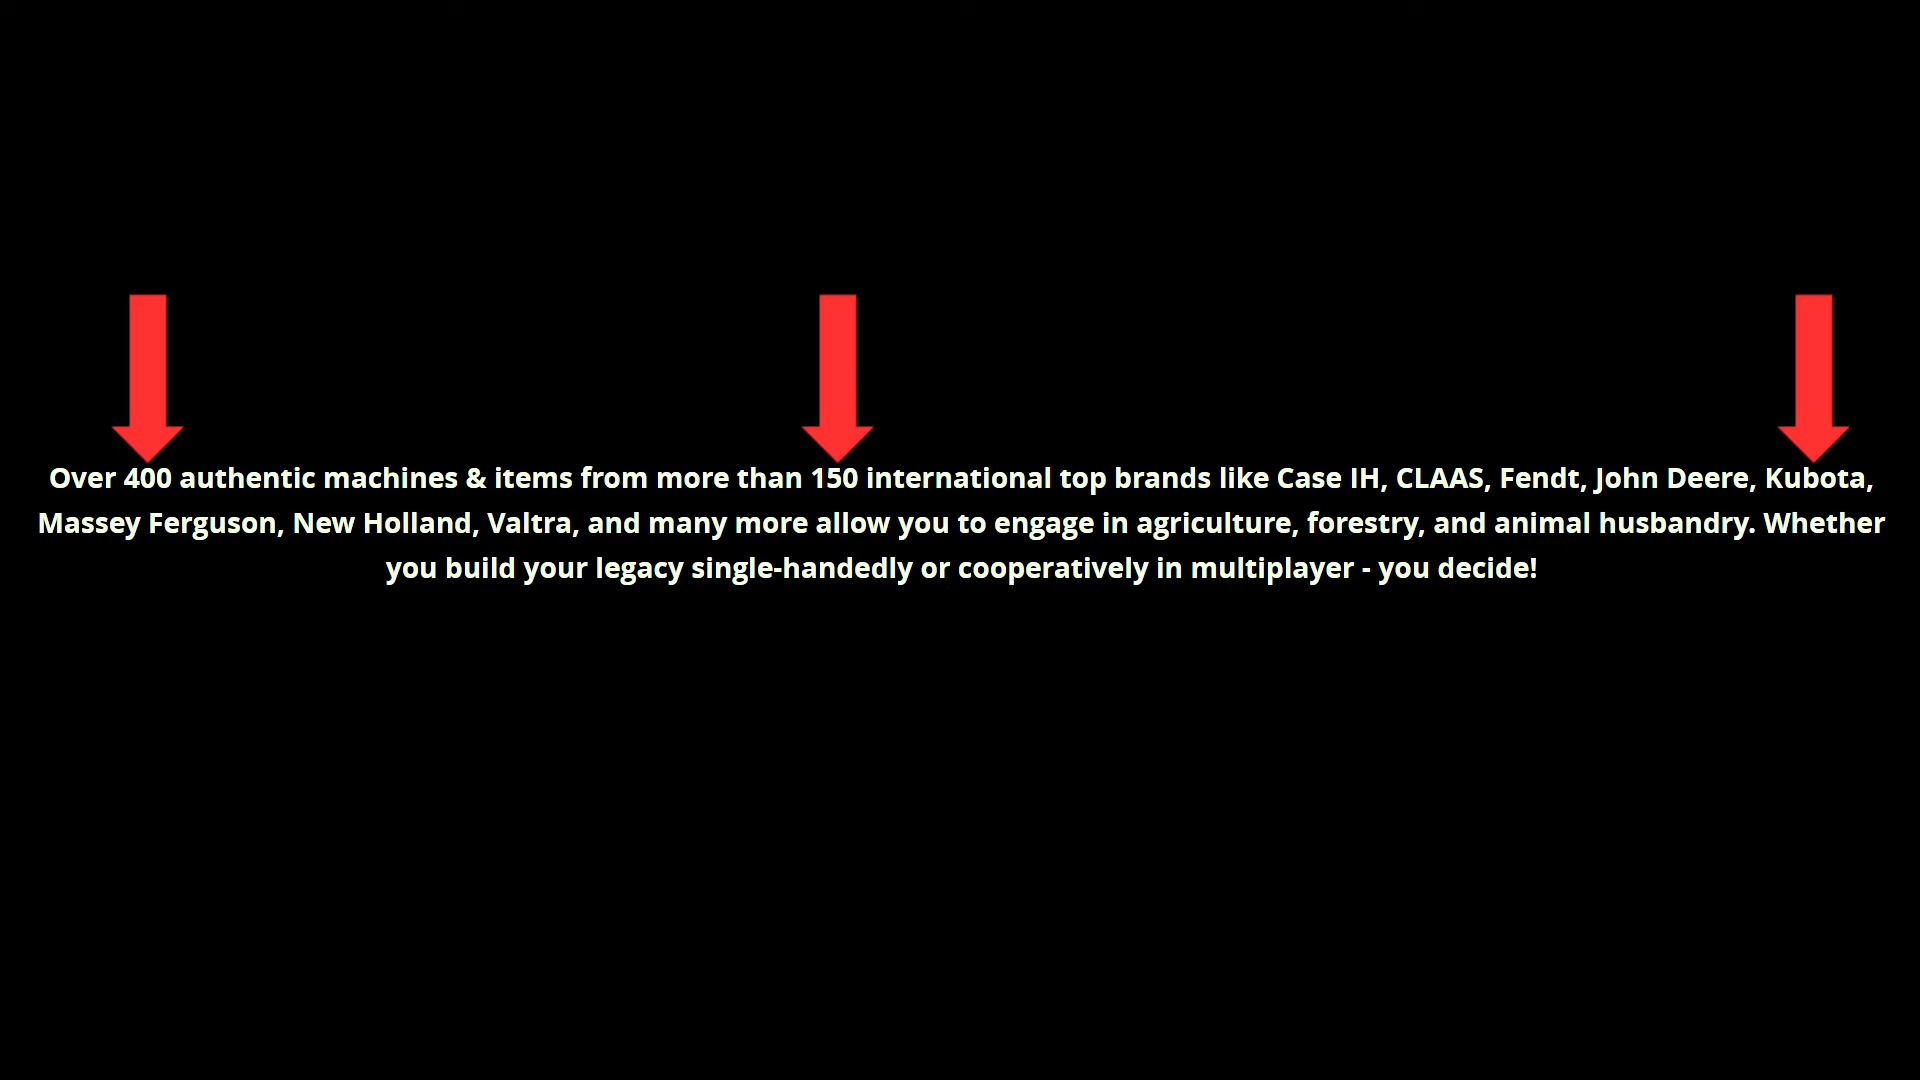 Over 400 authentic machines & items from more than 150 international top brands like Case IH, CLAAS, Fendt, John Deere, Kubota,
Massey Ferguson, New Holland, Valtra, and many more allow you to engage in agriculture, forestry, and animal husbandry. Whether
you build your legacy single-handedly or cooperatively in multiplayer - you decide!